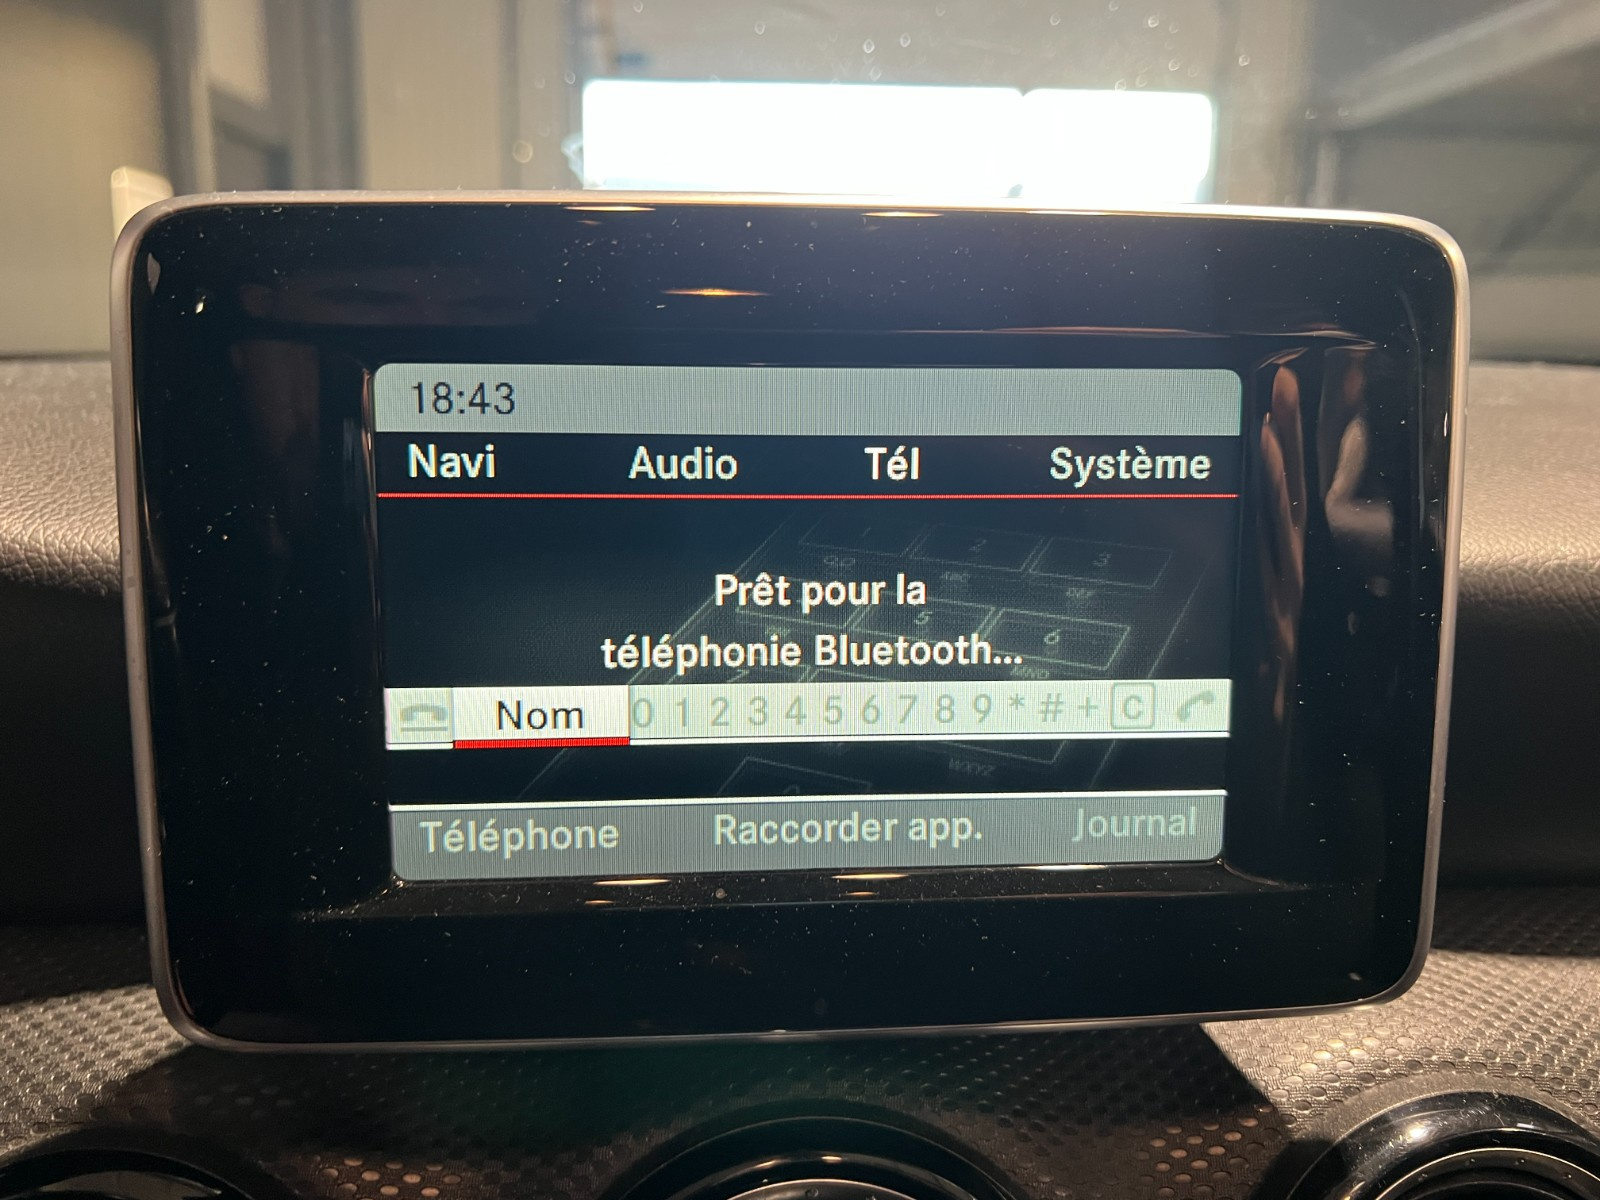 18:43
Navi Audio Tél Système
Prêt pour la
téléphonie Bluetooth...
Nom 0 1 2 3 4 5 6 7 8 9 * # + C
Téléphone Raccorder app. Journal